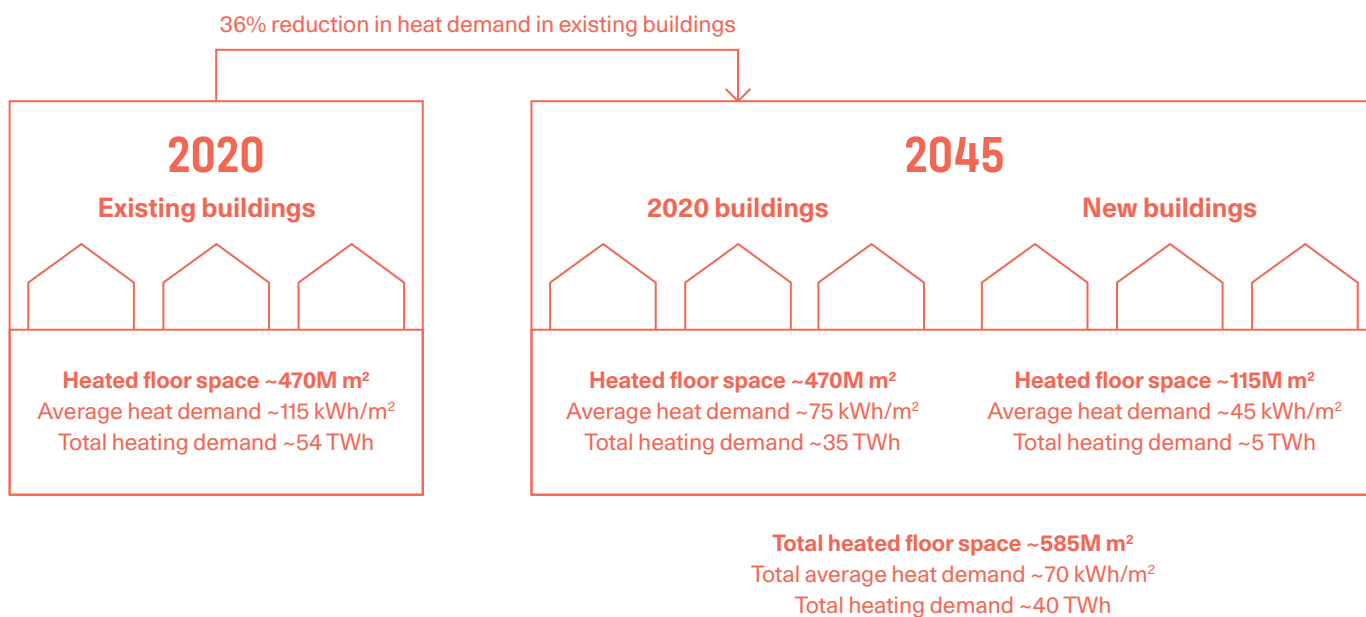 36% reduction in heat demand in existing buildings
2020
Existing buildings
Heated floor space ~470M m²
Average heat demand ~115 kWh/m²
Total heating demand ~54 TWh
2045
2020 buildings
Heated floor space ~470M m²
Average heat demand ~75 kWh/m²
Total heating demand ~35 TWh
New buildings
Heated floor space ~115M m²
Average heat demand ~45 kWh/m²
Total heating demand ~5 TWh
Total heated floor space ~585M m²
Total average heat demand ~70 kWh/m²
Total heating demand ~40 TWh